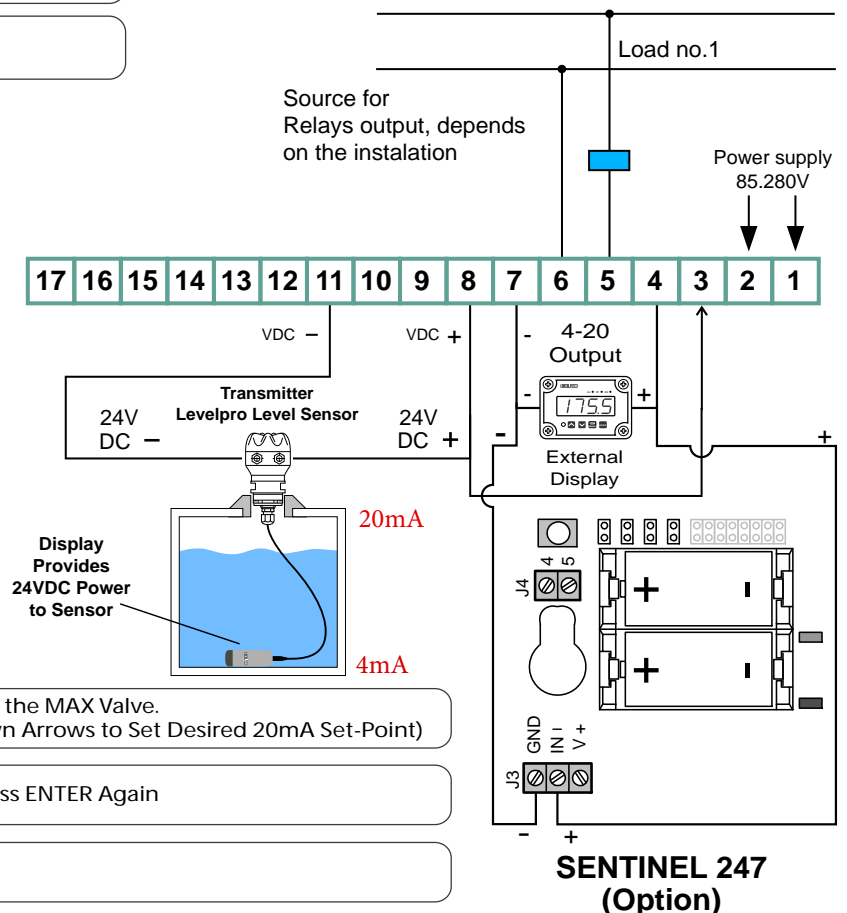 Load no.1
Source for
Relays output, depends
on the instalation
Power supply
85.280V
17 16 15 14 13 12 11 10 9 8 7 6 5 4 3 2 1
VDC −
VDC +
- 4-20
Output
Transmitter
Levelpro Level Sensor
24V
DC −
24V
DC +
- +
175.5
-
+
External
Display
20mA
Display
Provides
24VDC Power
to Sensor
4mA
J4
4
5
+ -
+ -
the MAX Valve.
n Arrows to Set Desired 20mA Set-Point)
ss ENTER Again
GND
IN I
V +
J3
- +
SENTINEL 247
(Option)